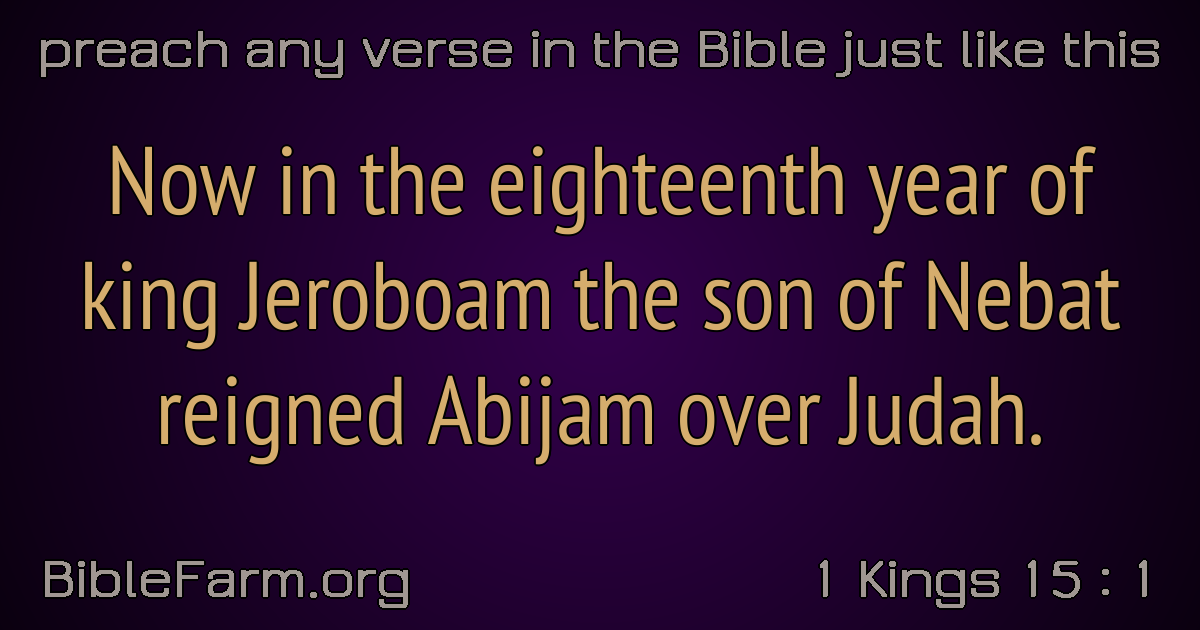 preach any verse in the Bible just like this
Now in the eighteenth year of
king Jeroboam the son of Nebat
reigned Abijam over Judah.
BibleFarm.org
1 Kings 15 : 1